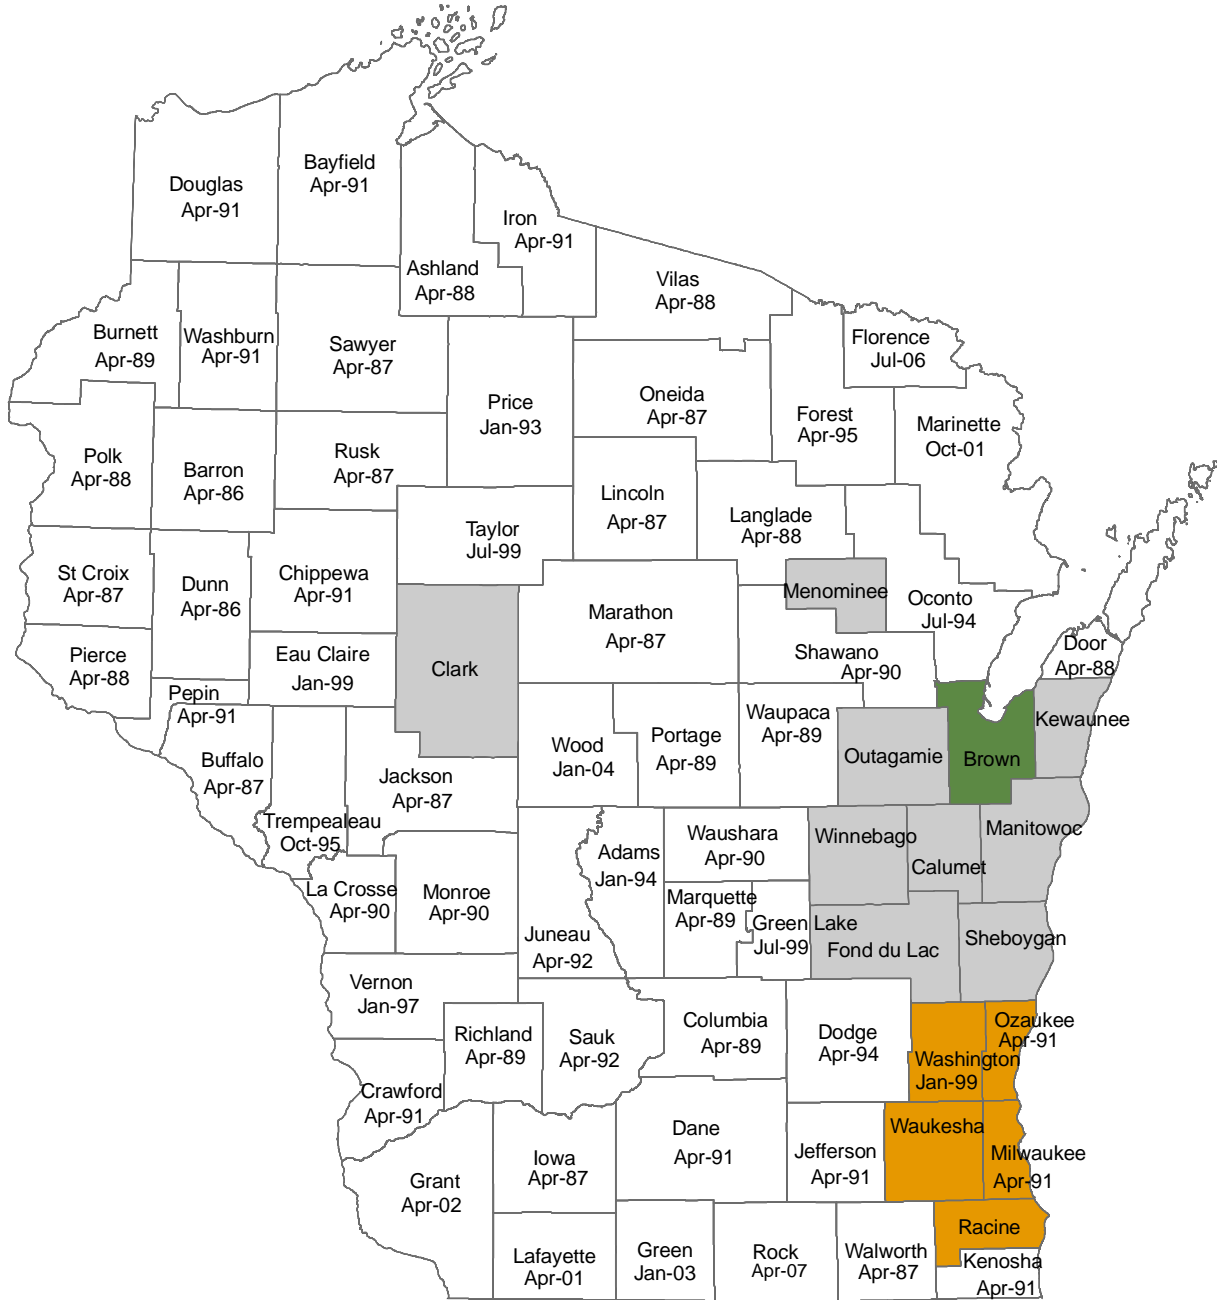 Bayfield
Apr-91
Douglas
Apr-91
Iron
Apr-91
Ashland
Apr-88
Vilas
Apr-88
Burnett
Apr-89
Washburn
Apr-91
Sawyer
Apr-87
Florence
Jul-06
Price
Jan-93
Oneida
Apr-87
Forest
Apr-95
Marinette
Oct-01
Polk
Apr-88
Barron
Apr-86
Rusk
Apr-87
Lincoln
Apr-87
Langlade
Apr-88
Taylor
Jul-99
St Croix
Apr-87
Dunn
Apr-86
Chippewa
Apr-91
Marathon
Apr-87
Menominee
Oconto
Jul-94
Pierce
Apr-88
Eau Claire
Jan-99
Clark
Shawano
Apr-90
Door
Apr-88
Pepin
Apr-91
Buffalo
Apr-87
Jackson
Apr-87
Wood
Jan-04
Portage
Apr-89
Waupaca
Apr-89
Outagamie
Brown
Kewaunee
Trempealeau
Oct-95
Adams
Jan-94
Waushara
Apr-90
Winnebago
Calumet
Manitowoc
La Crosse
Apr-90
Monroe
Apr-90
Juneau
Apr-92
Marquette
Apr-89
Green Lake
Jul-99
Fond du Lac
Sheboygan
Vernon
Jan-97
Richland
Apr-89
Sauk
Apr-92
Columbia
Apr-89
Dodge
Apr-94
Washington
Jan-99
Ozaukee
Apr-91
Crawford
Apr-91
Grant
Apr-02
Iowa
Apr-87
Dane
Apr-91
Jefferson
Apr-91
Waukesha
Milwaukee
Apr-91
Lafayette
Apr-01
Green
Jan-03
Rock
Apr-07
Walworth
Apr-87
Racine
Kenosha
Apr-91